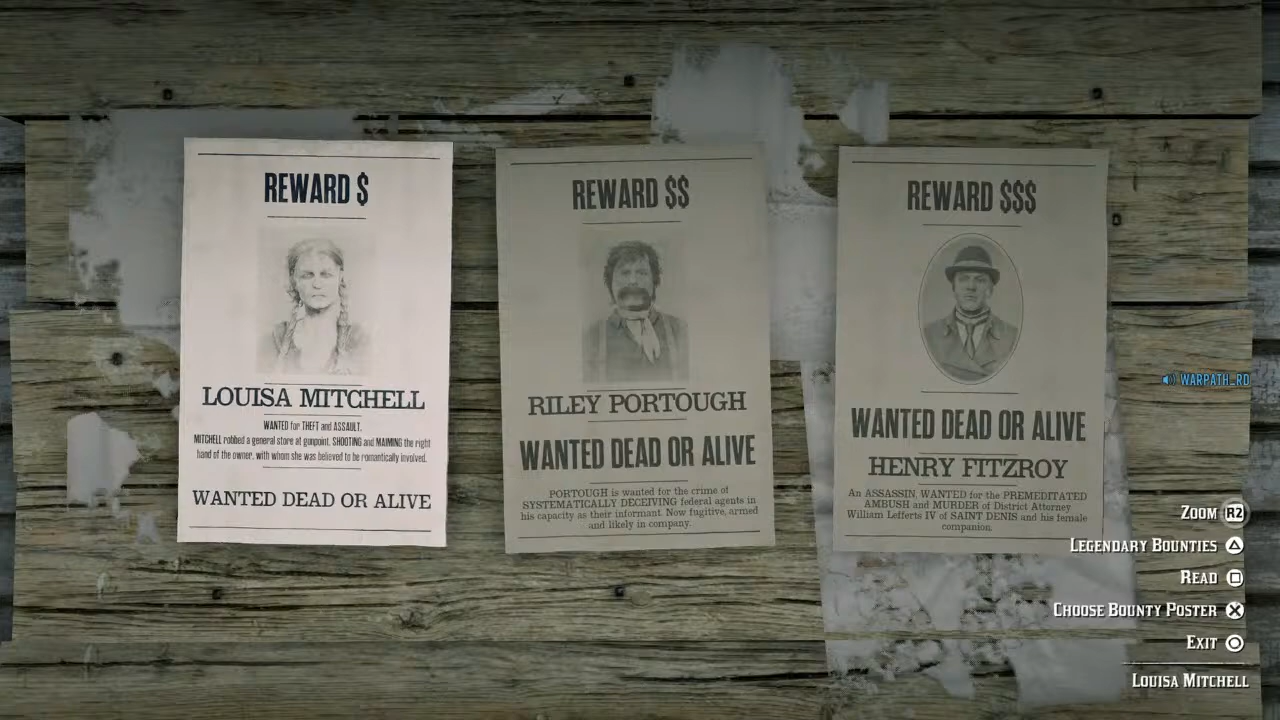 REWARD $
LOUISA MITCHELL
WANTED for THEFT and ASSAULT.
MITCHELL robbed a general store at gunpoint. SHOOTING and MAIMING the right
hand of the owner, with whom she was believed to be romantically involved.
WANTED DEAD OR ALIVE
REWARD $$
RILEY PORTOUGH
WANTED DEAD OR ALIVE
PORTOUGH is wanted for the crime of
SYSTEMATICALLY DECEIVING federal agents in
his capacity as their informant. Now fugitive, armed
and likely in company.
REWARD $$$
WANTED DEAD OR ALIVE
HENRY FITZROY
An ASSASSIN, WANTED for the PREMEDITATED
AMBUSH and MURDER of District Attorney
William Lefferts IV of SAINT DENIS and his female
companion.
WARPATH_RD
ZOOM R2
LEGENDARY BOUNTIES
READ
CHOOSE BOUNTY POSTER
EXIT
LOUISA MITCHELL